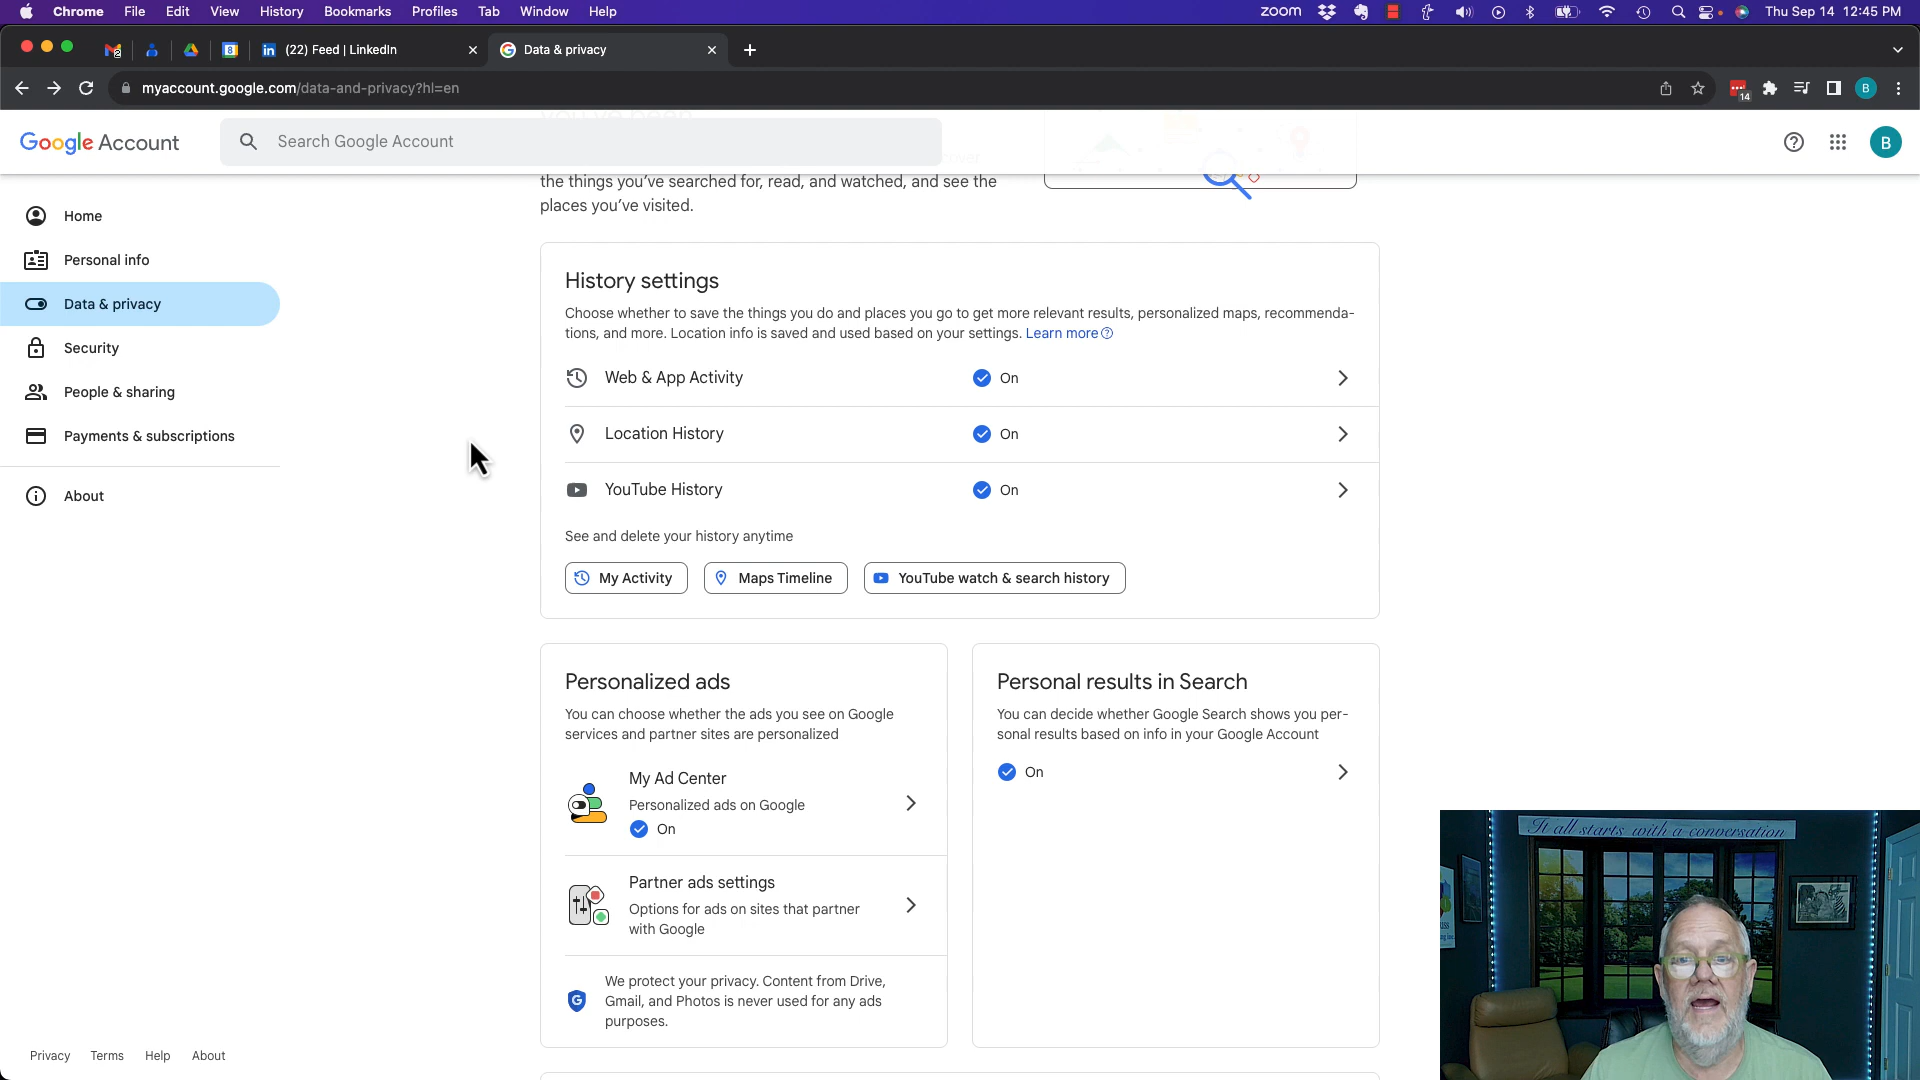 Chrome File Edit View History Bookmarks Profiles Tab Window Help zoom Thu Sep 14 12:45 PM
2 8 in (22) Feed | LinkedIn Data & privacy
myaccount.google.com/data-and-privacy?hl=en 14 B
Google Account Search Google Account B
the things you've searched for, read, and watched, and see the
places you've visited.
Home
Personal info
Data & privacy
Security
People & sharing
Payments & subscriptions
About
History settings
Choose whether to save the things you do and places you go to get more relevant results, personalized maps, recommenda-
tions, and more. Location info is saved and used based on your settings. Learn more
Web & App Activity On
Location History On
YouTube History On
See and delete your history anytime
My Activity Maps Timeline YouTube watch & search history
Personalized ads
You can choose whether the ads you see on Google
services and partner sites are personalized
My Ad Center
Personalized ads on Google
On
Partner ads settings
Options for ads on sites that partner
with Google
G We protect your privacy. Content from Drive,
Gmail, and Photos is never used for any ads
purposes.
Personal results in Search
You can decide whether Google Search shows you per-
sonal results based on info in your Google Account
On
It all starts with a conversation
Privacy Terms Help About